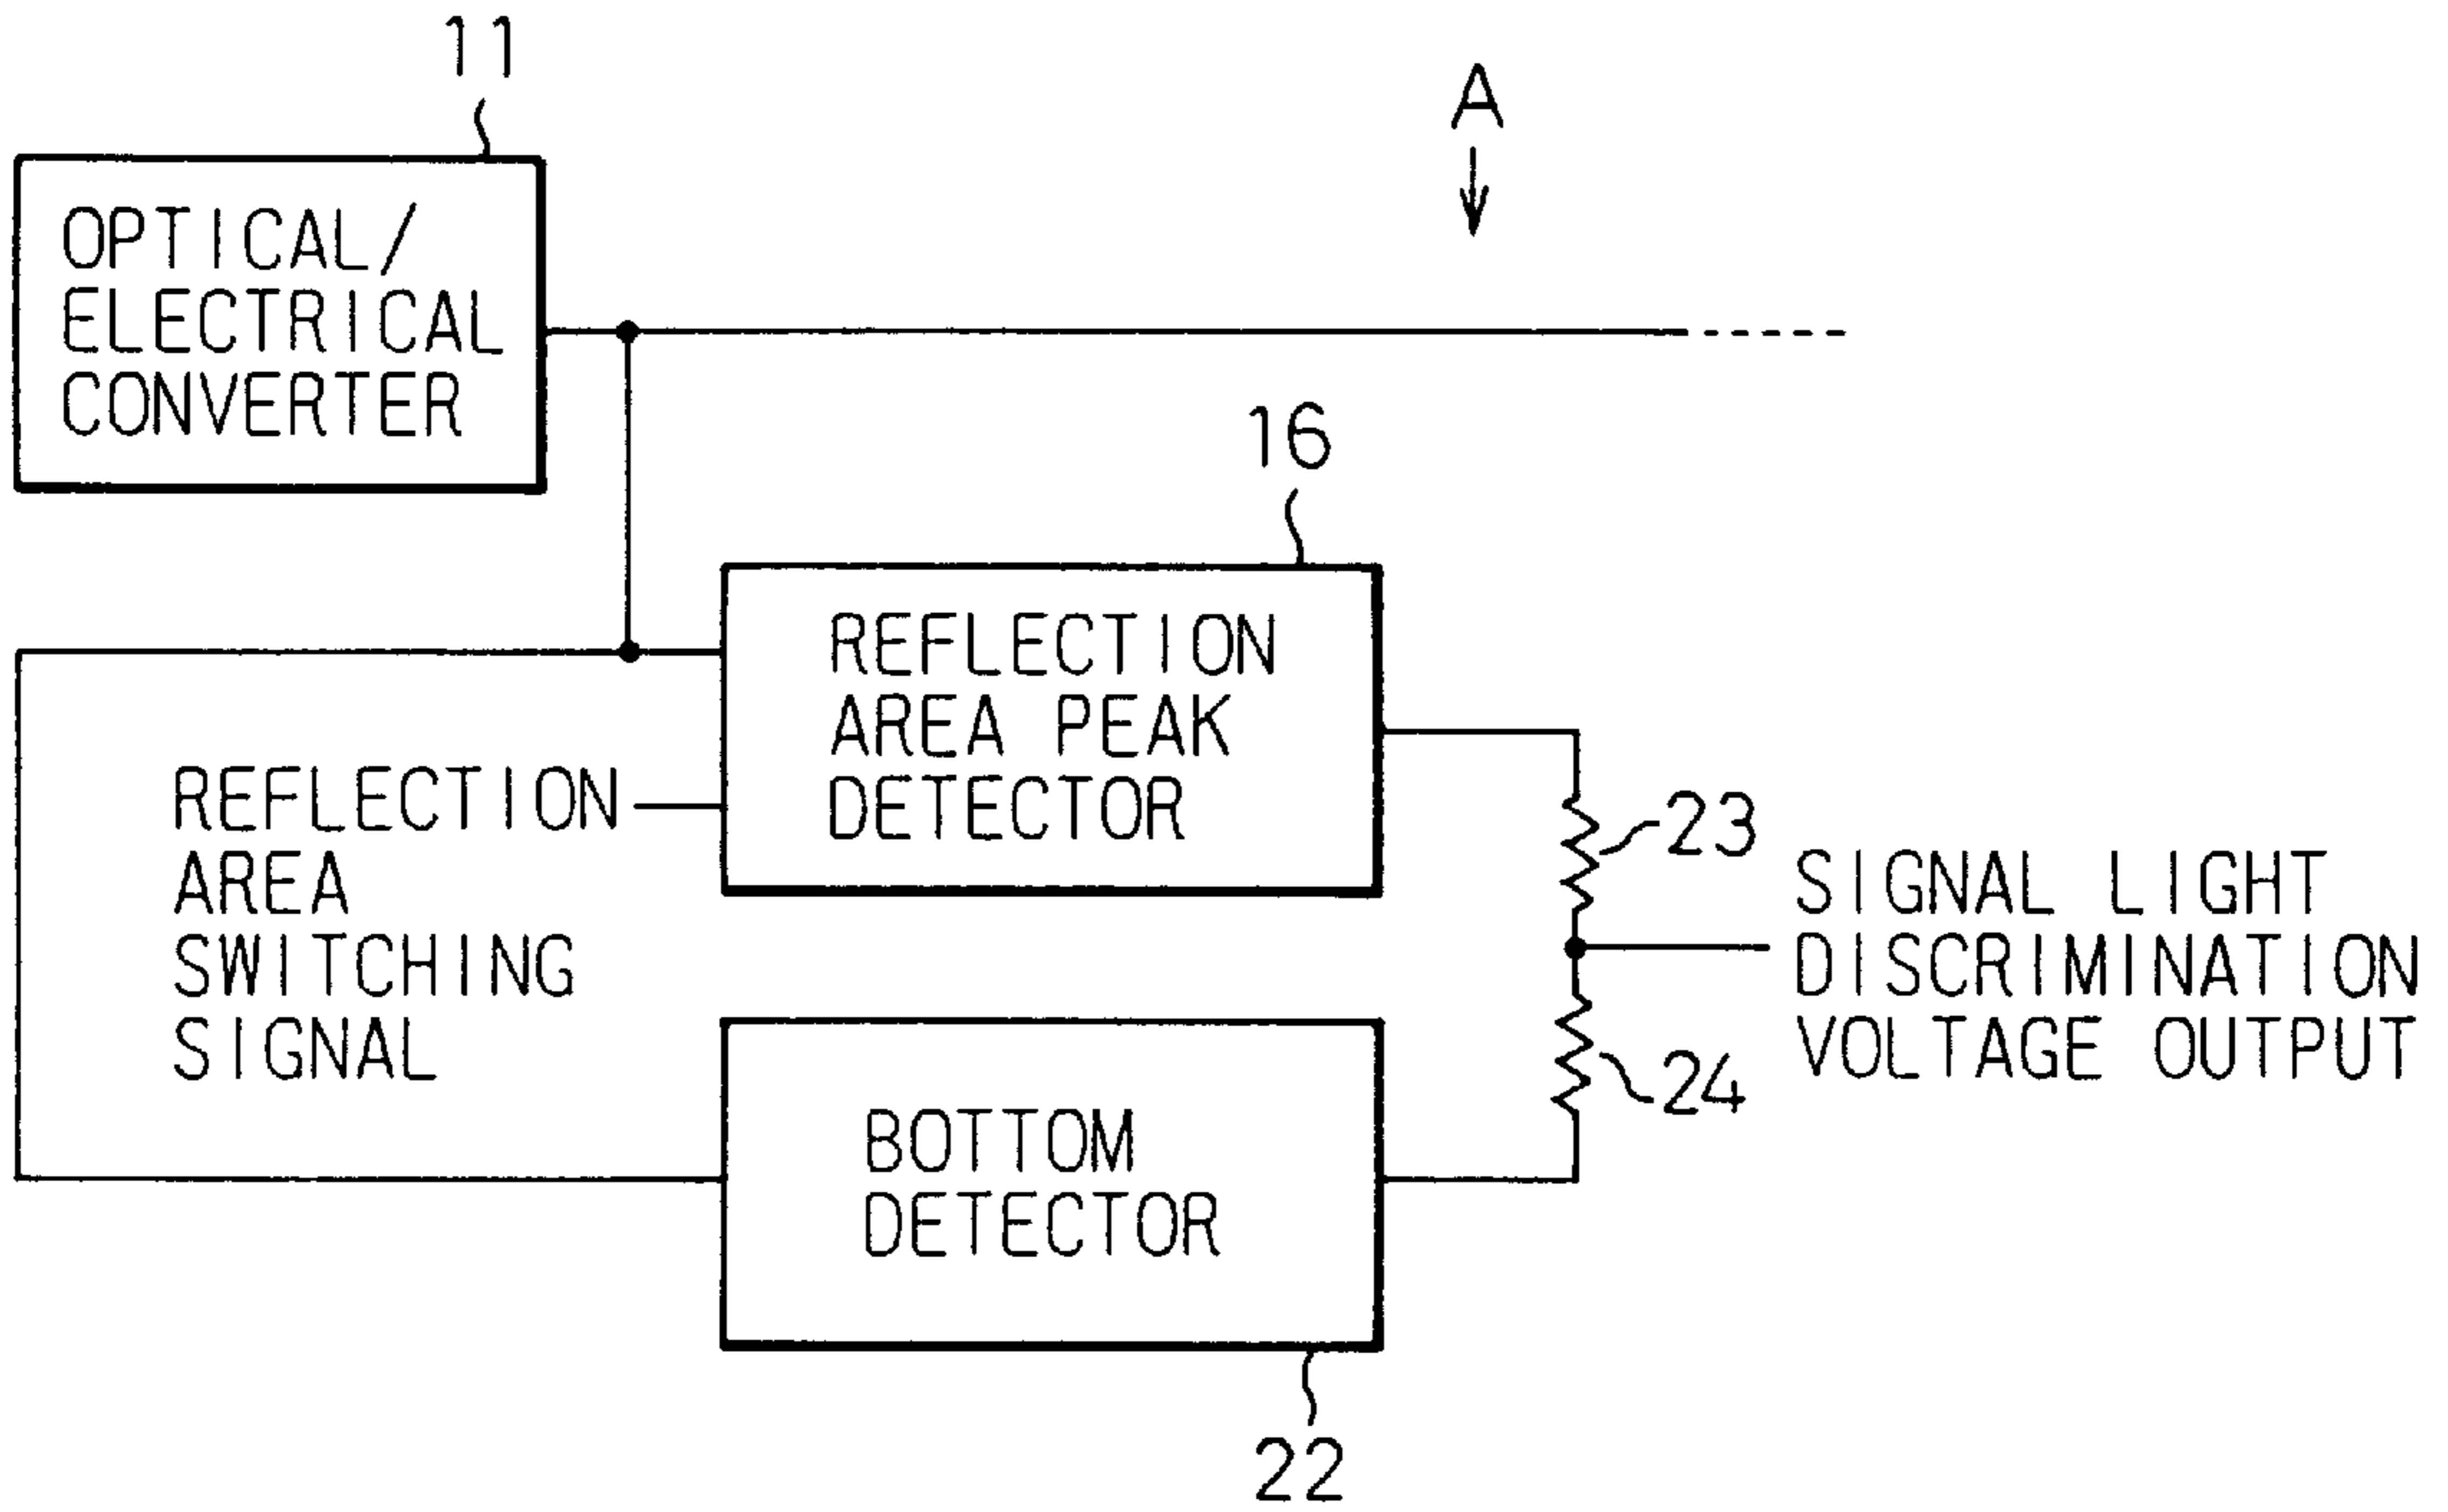 11
A
OPTICAL/
ELECTRICAL
CONVERTER
16
REFLECTION
AREA PEAK
DETECTOR
REFLECTION
AREA
SWITCHING
SIGNAL
23
SIGNAL LIGHT
DISCRIMINATION
VOLTAGE OUTPUT
24
BOTTOM
DETECTOR
22